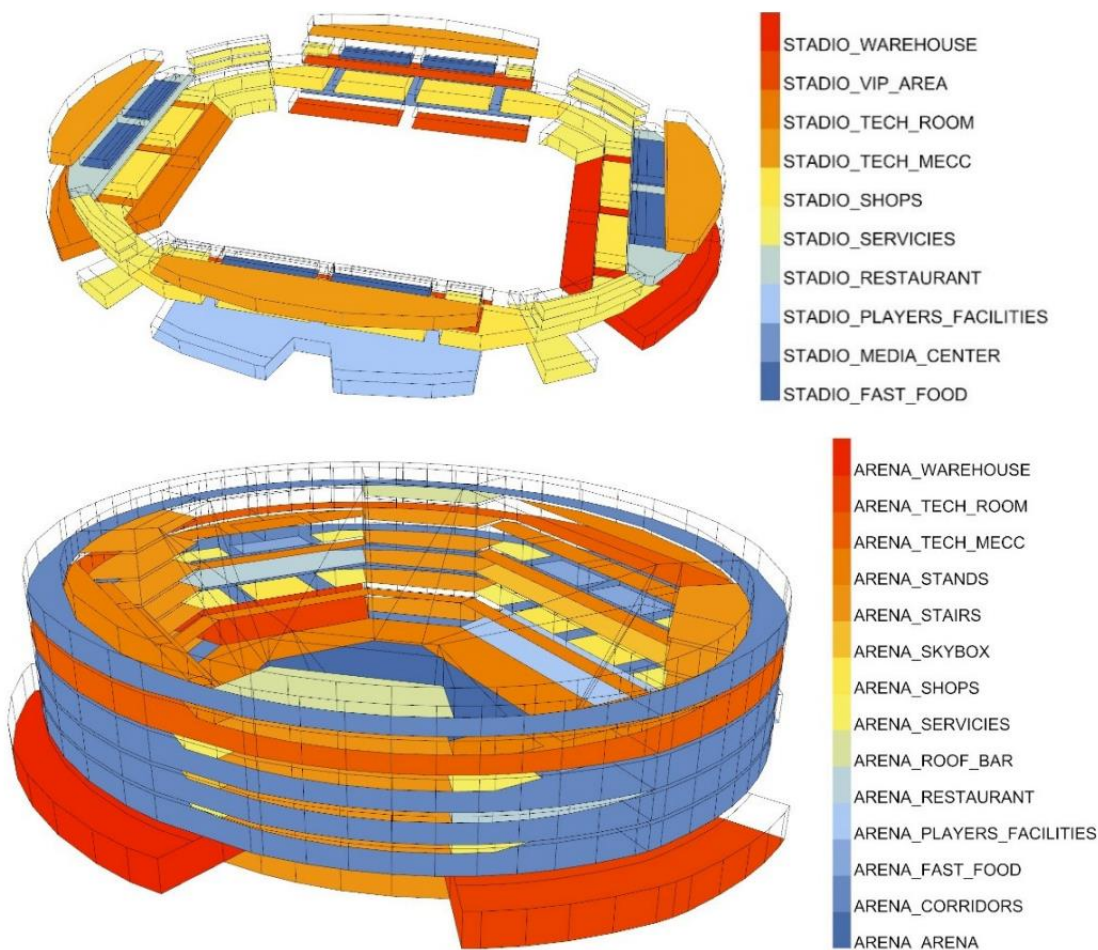 STADIO_WAREHOUSE
STADIO_VIP_AREA
STADIO_TECH_ROOM
STADIO_TECH_MECC
STADIO_SHOPS
STADIO_SERVICIES
STADIO_RESTAURANT
STADIO_PLAYERS_FACILITIES
STADIO_MEDIA_CENTER
STADIO_FAST_FOOD
ARENA_WAREHOUSE
ARENA_TECH_ROOM
ARENA_TECH_MECC
ARENA_STANDS
ARENA_STAIRS
ARENA_SKYBOX
ARENA_SHOPS
ARENA_SERVICIES
ARENA_ROOF_BAR
ARENA_RESTAURANT
ARENA_PLAYERS_FACILITIES
ARENA_FAST_FOOD
ARENA_CORRIDORS
ARENA_ARENA